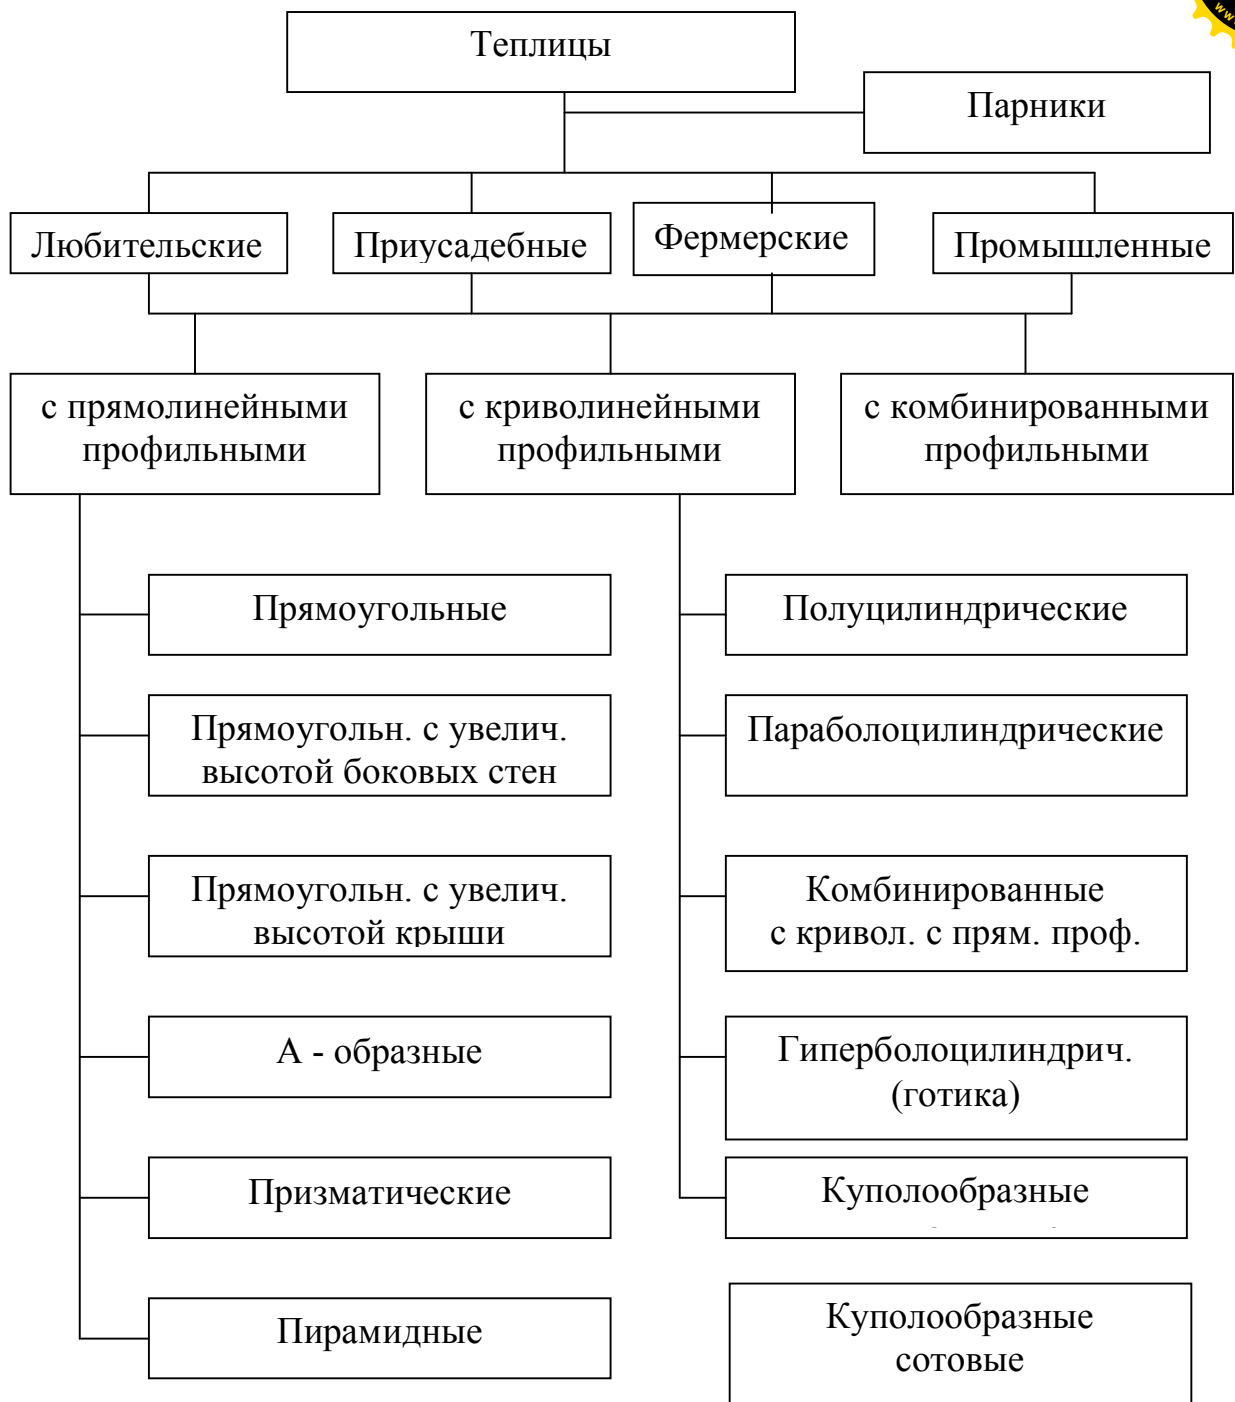 Теплицы
Парники
Любительские
Приусадебные
Фермерские
Промышленные
с прямолинейными
профильными
с криволинейными
профильными
с комбинированными
профильными
Прямоугольные
Прямоугольн. с увелич.
высотой боковых стен
Прямоугольн. с увелич.
высотой крыши
А - образные
Призматические
Пирамидные
Полуцилиндрические
Параболоцилиндрические
Комбинированные
с кривол. с прям. проф.
Гиперболоцилиндрич.
(готика)
Куполообразные
Куполообразные
сотовые